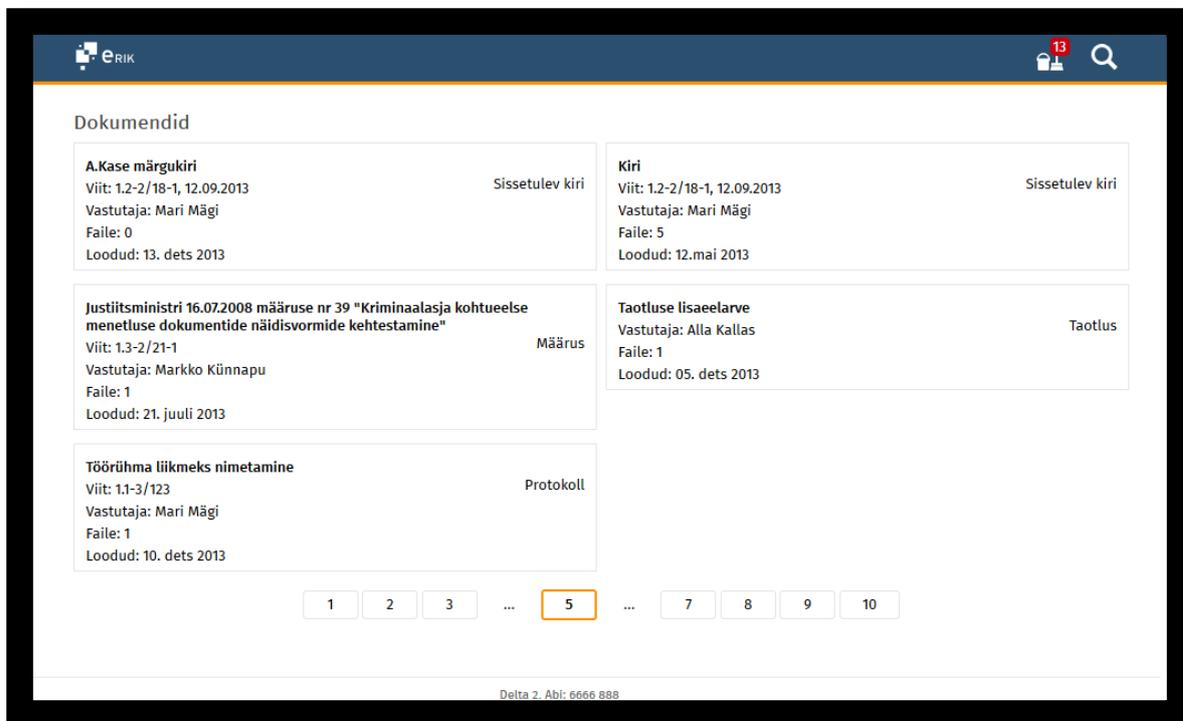 eRIK
13
Dokumendid
A.Kase märgukiri
Viit: 1.2-2/18-1, 12.09.2013
Sissetulev kiri
Vastutaja: Mari Mägi
Faile: 0
Loodud: 13. dets 2013
Kiri
Viit: 1.2-2/18-1, 12.09.2013
Sissetulev kiri
Vastutaja: Mari Mägi
Faile: 5
Loodud: 12.mai 2013
Justiitsministri 16.07.2008 määruse nr 39 "Kriminaalasja kohtueelse
menetluse dokumentide näidisvormide kehtestamine"
Viit: 1.3-2/21-1
Määrus
Vastutaja: Markko Künnapu
Faile: 1
Loodud: 21. juuli 2013
Taotluse lisaeelarve
Vastutaja: Alla Kallas
Taotlus
Faile: 1
Loodud: 05. dets 2013
Töörühma liikmeks nimetamine
Viit: 1.1-3/123
Protokoll
Vastutaja: Mari Mägi
Faile: 1
Loodud: 10. dets 2013
1 2 3 ... 5 ... 7 8 9 10
Delta 2. Abi: 6666 888